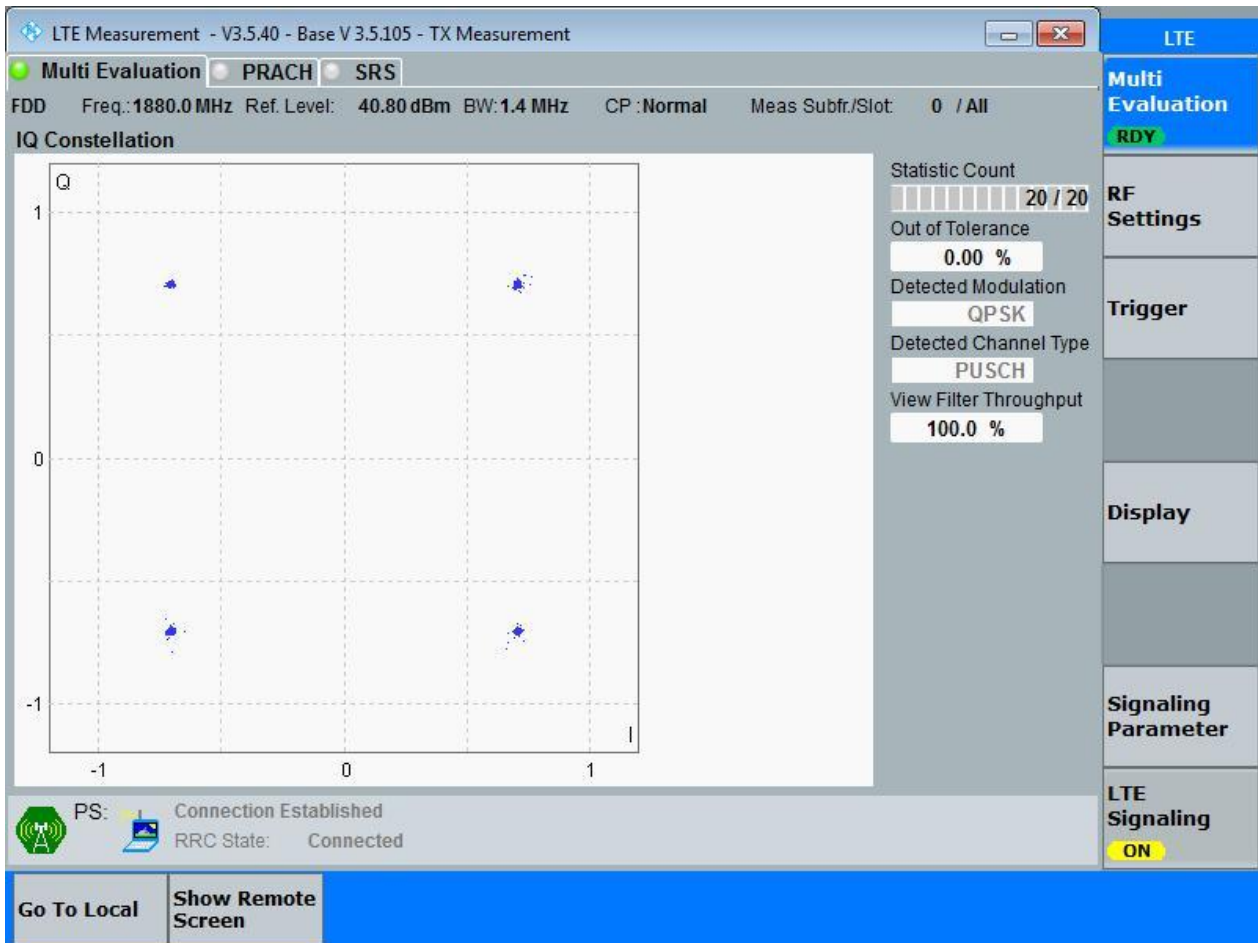 LTE Measurement - V3.5.40 - Base V 3.5.105 - TX Measurement
LTE
Multi Evaluation PRACH SRS
Multi
Evaluation
RDY
FDD Freq.:1880.0 MHz Ref. Level: 40.80 dBm BW:1.4 MHz CP :Normal Meas Subfr./Slot: 0 / All
IQ Constellation
Q
1
0
-1
I
-1 0 1
Statistic Count
20 / 20
Out of Tolerance
0.00 %
Detected Modulation
QPSK
Detected Channel Type
PUSCH
View Filter Throughput
100.0 %
RF
Settings
Trigger
Display
Signaling
Parameter
LTE
Signaling
ON
PS: Connection Established
RRC State: Connected
Go To Local
Show Remote
Screen